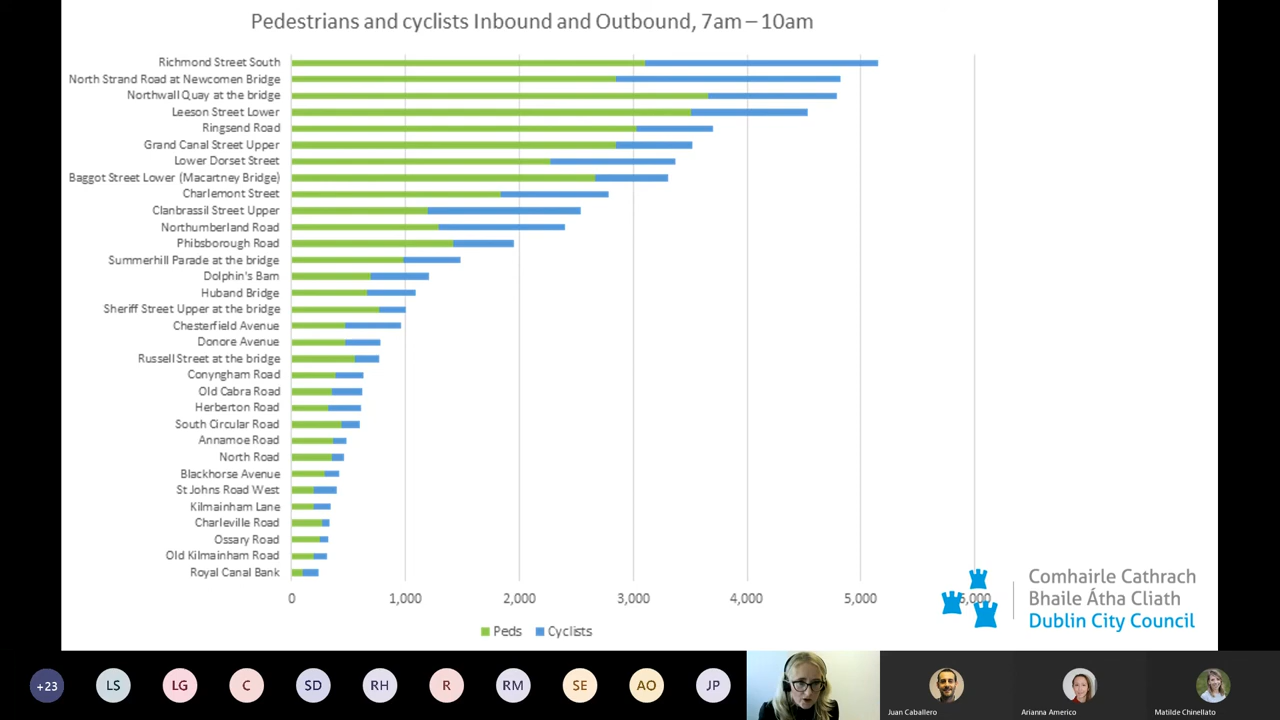 Pedestrians and cyclists Inbound and Outbound, 7am – 10am
Richmond Street South
North Strand Road at Newcomen Bridge
Northwall Quay at the bridge
Leeson Street Lower
Ringsend Road
Grand Canal Street Upper
Lower Dorset Street
Baggot Street Lower (Macartney Bridge)
Charlemont Street
Clanbrassil Street Upper
Northumberland Road
Phibsborough Road
Summerhill Parade at the bridge
Dolphin's Barn
Huband Bridge
Sheriff Street Upper at the bridge
Chesterfield Avenue
Donore Avenue
Russell Street at the bridge
Conyngham Road
Old Cabra Road
Herberton Road
South Circular Road
Annamoe Road
North Road
Blackhorse Avenue
St Johns Road West
Kilmainham Lane
Charleville Road
Ossary Road
Old Kilmainham Road
Royal Canal Bank
0 1,000 2,000 3,000 4,000 5,000 6,000
Peds Cyclists
Comhairle Cathrach
Bhaile Átha Cliath
Dublin City Council
+23 LS LG C SD RH R RM SE AO JP
Juan Caballero Arianna Americo Matilde Chinellato